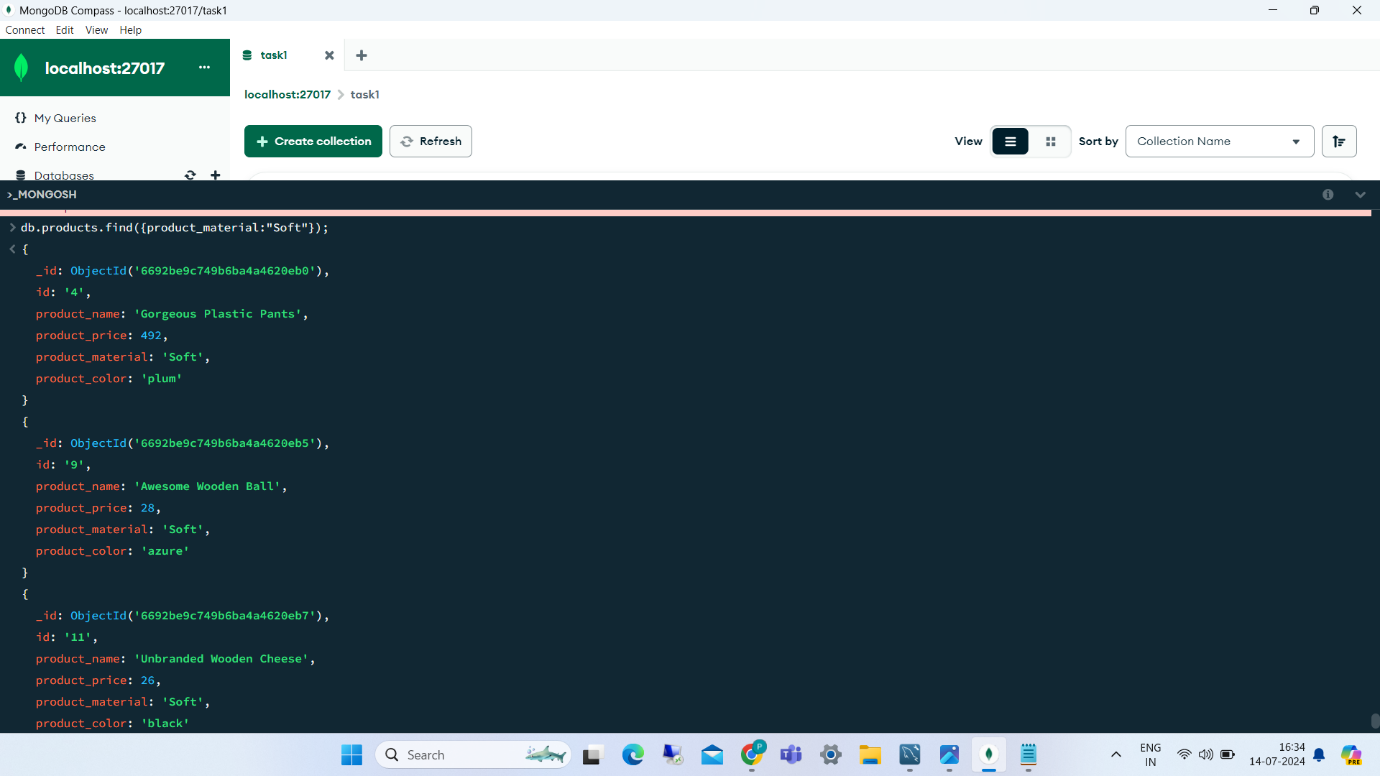 MongoDB Compass - localhost:27017/task1
Connect Edit View Help
localhost:27017 ...
task1
localhost:27017 > task1
{} My Queries
Performance
Databases
+ Create collection
Refresh
View
Sort by
Collection Name
>_MONGOSH
> db.products.find({product_material:"Soft"});
< {
_id: ObjectId('6692be9c749b6ba4a4620eb0'),
id: '4',
product_name: 'Gorgeous Plastic Pants',
product_price: 492,
product_material: 'Soft',
product_color: 'plum'
}
{
_id: ObjectId('6692be9c749b6ba4a4620eb5'),
id: '9',
product_name: 'Awesome Wooden Ball',
product_price: 28,
product_material: 'Soft',
product_color: 'azure'
}
{
_id: ObjectId('6692be9c749b6ba4a4620eb7'),
id: '11',
product_name: 'Unbranded Wooden Cheese',
product_price: 26,
product_material: 'Soft',
product_color: 'black'
Search
P
ENG
IN
16:34
14-07-2024
PRE